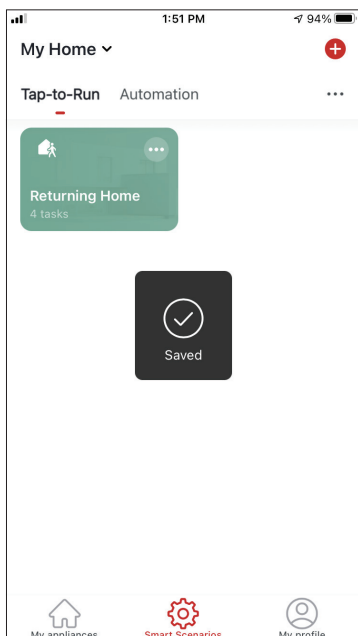 1:51 PM
94%
My Home
Tap-to-Run Automation
Returning Home
4 tasks
Saved
My appliances Smart Scenarios My profile